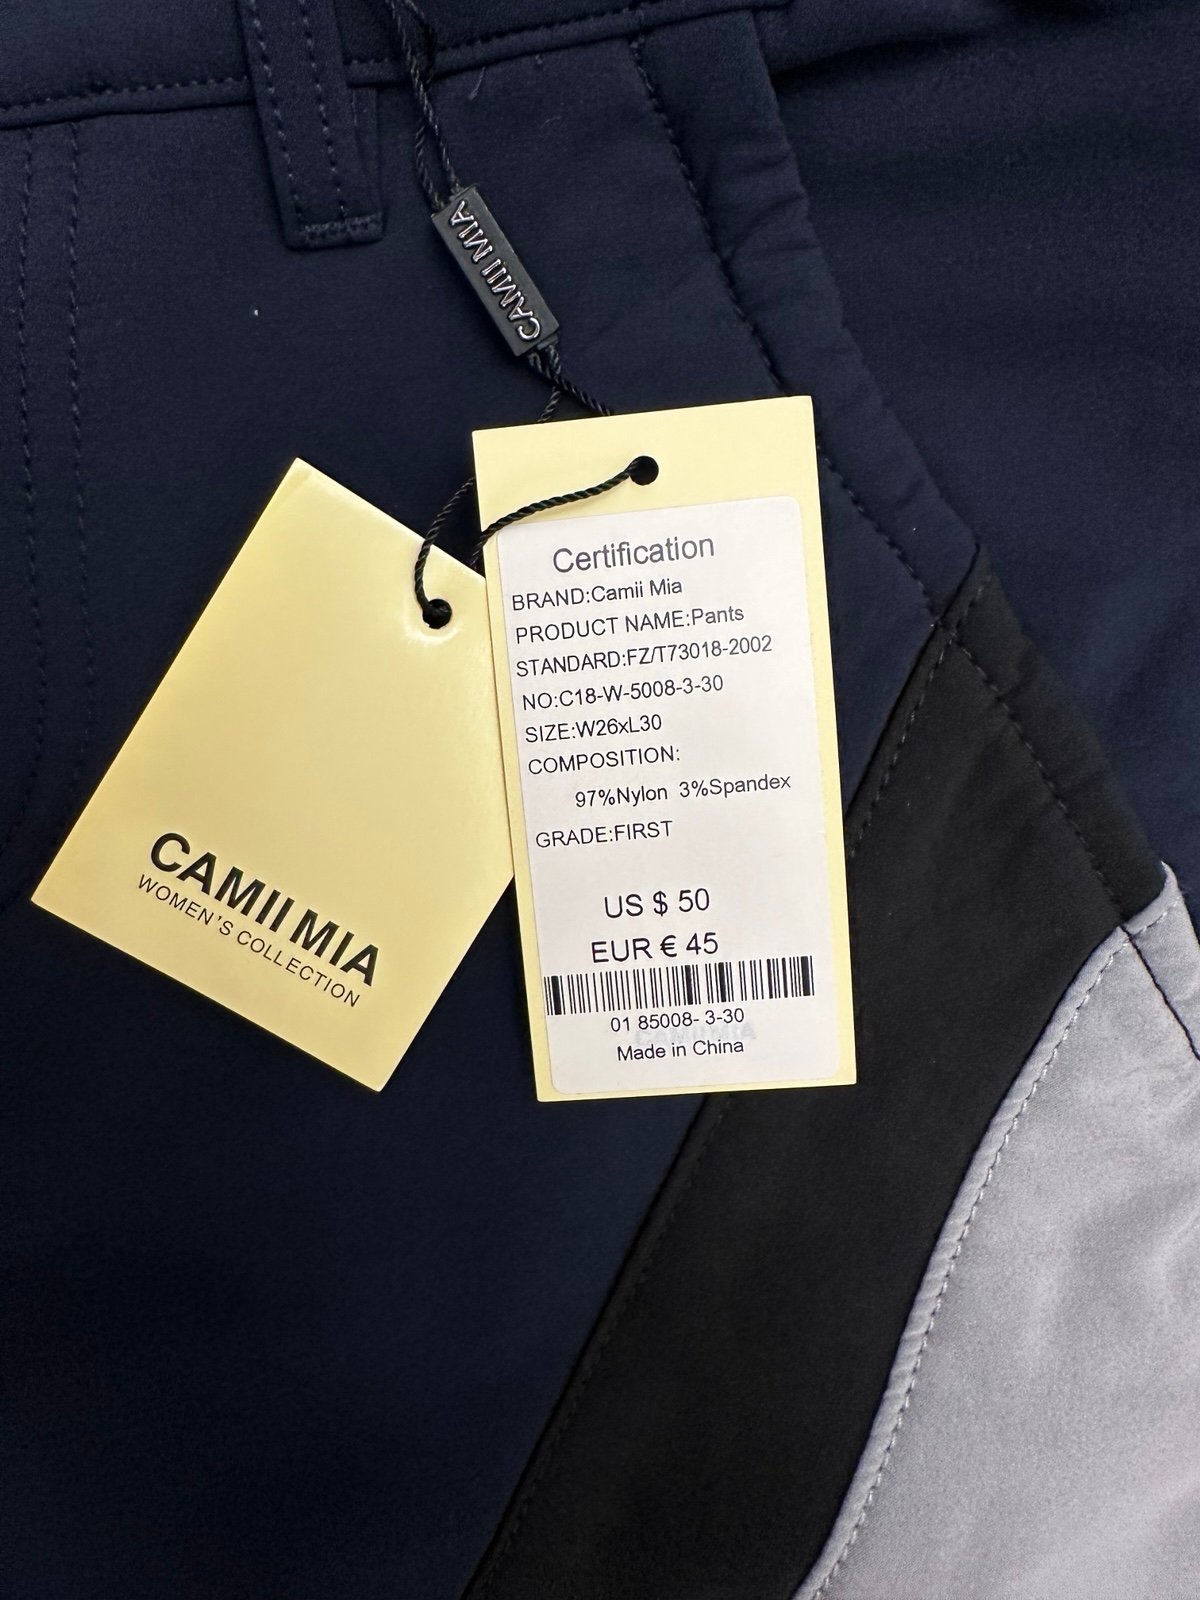 CAMII MIA
Certification
BRAND:Camii Mia
PRODUCT NAME:Pants
STANDARD:FZ/T73018-2002
NO:C18-W-5008-3-30
SIZE:W26xL30
COMPOSITION:
97%Nylon 3%Spandex
GRADE:FIRST
US $ 50
EUR € 45
01 85008- 3-30
Made in China
CAMII MIA
WOMEN'S COLLECTION